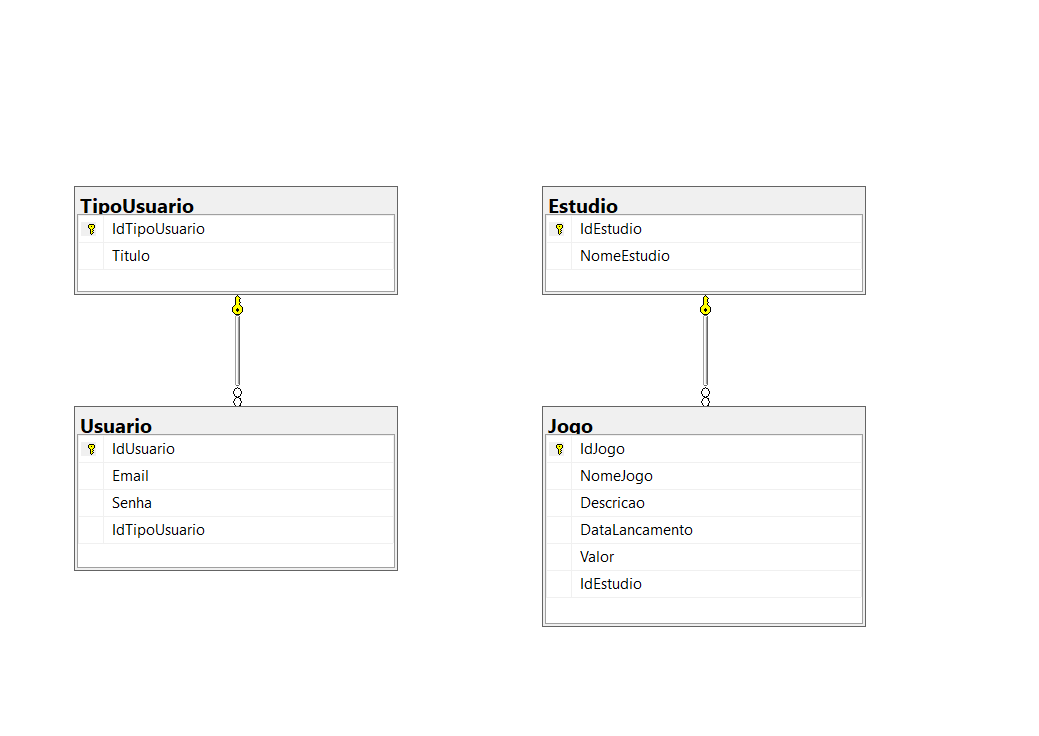 TipoUsuario
IdTipoUsuario
Titulo
Estudio
IdEstudio
NomeEstudio
Usuario
IdUsuario
Email
Senha
IdTipoUsuario
Jogo
IdJogo
NomeJogo
Descricao
DataLancamento
Valor
IdEstudio